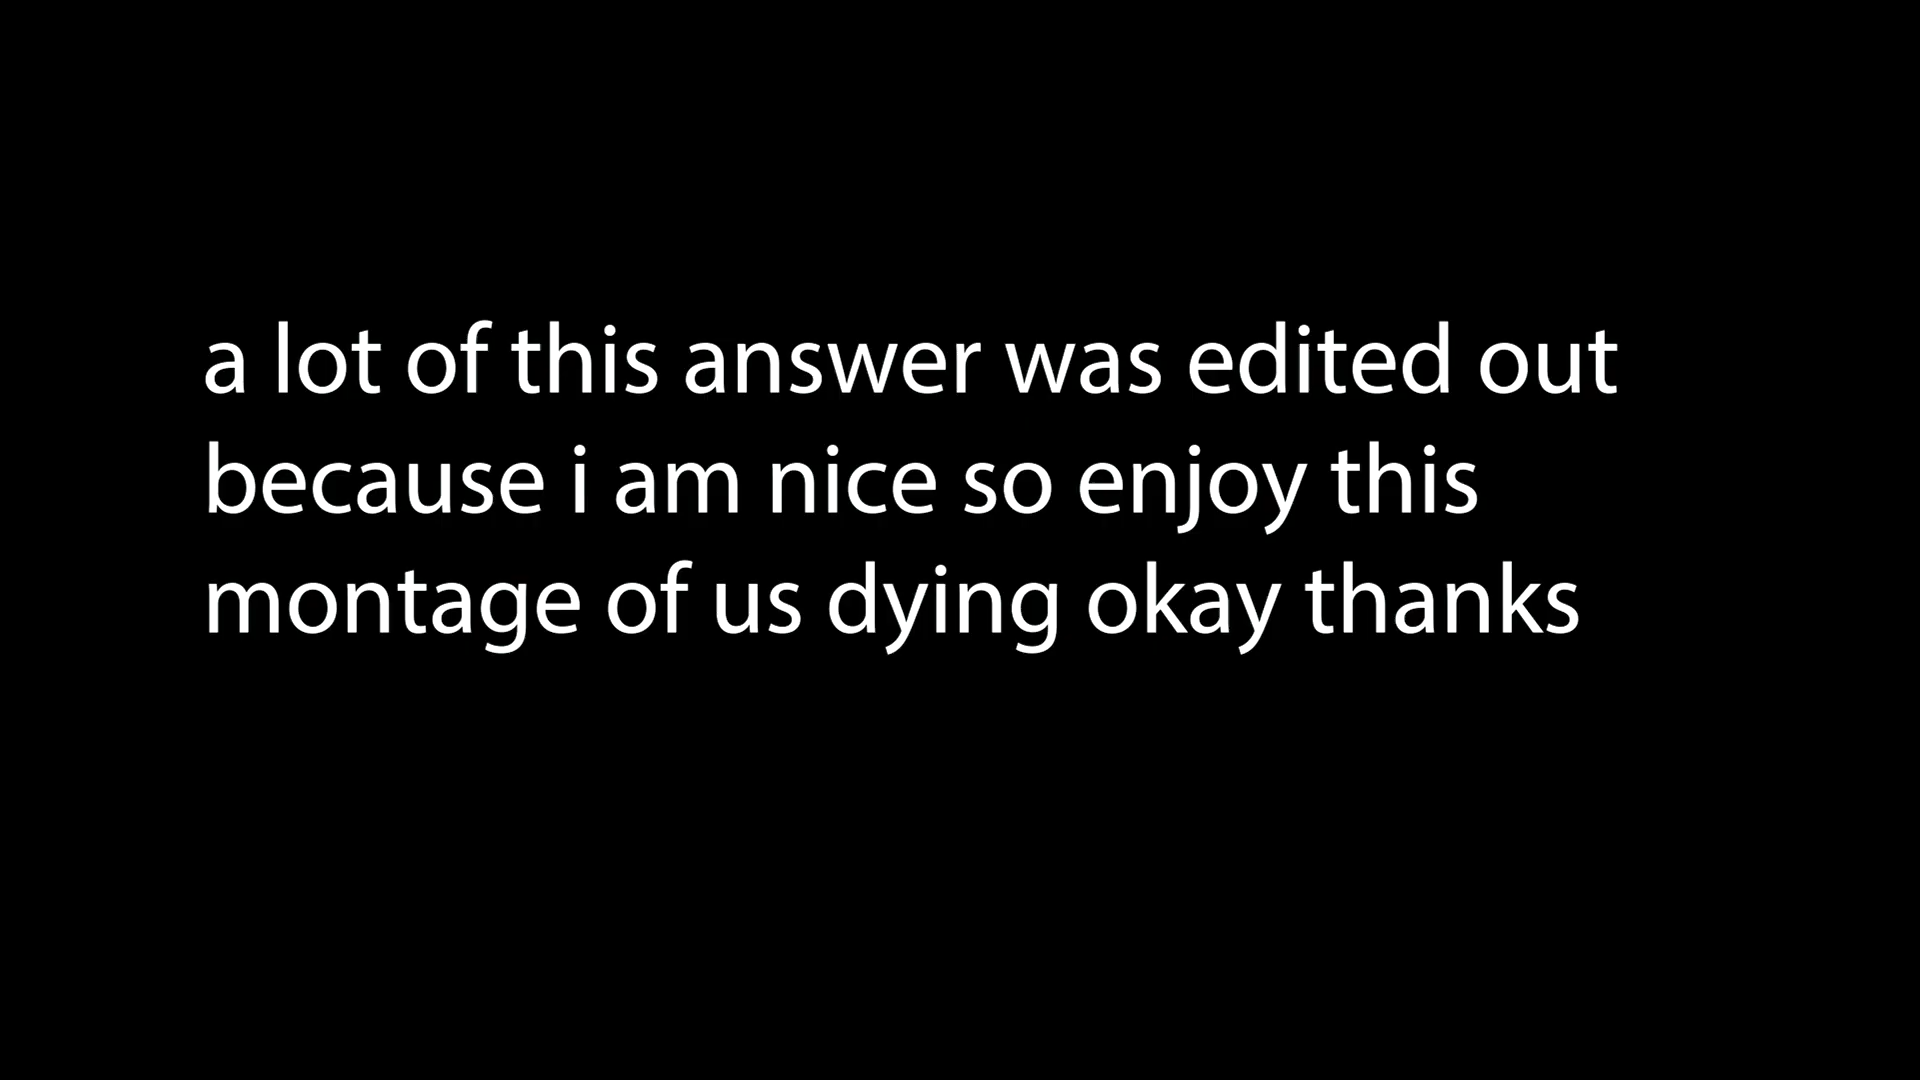 a lot of this answer was edited out
because i am nice so enjoy this
montage of us dying okay thanks